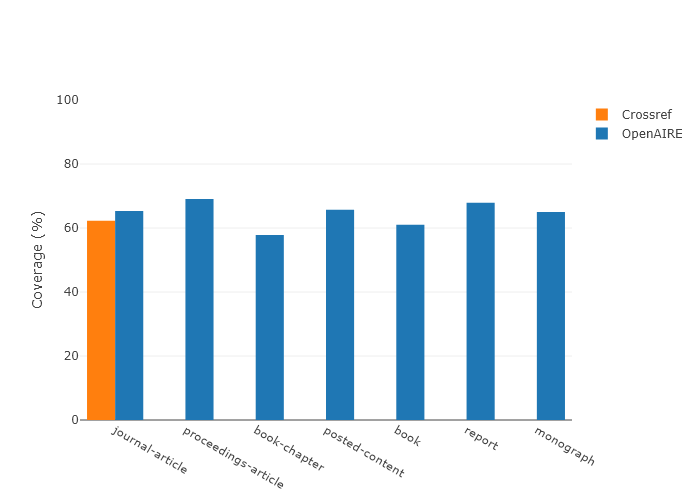 100
80
60
40
20
0
Coverage (%)
journal-article
proceedings-article
book-chapter
posted-content
book
report
monograph
Crossref
OpenAIRE